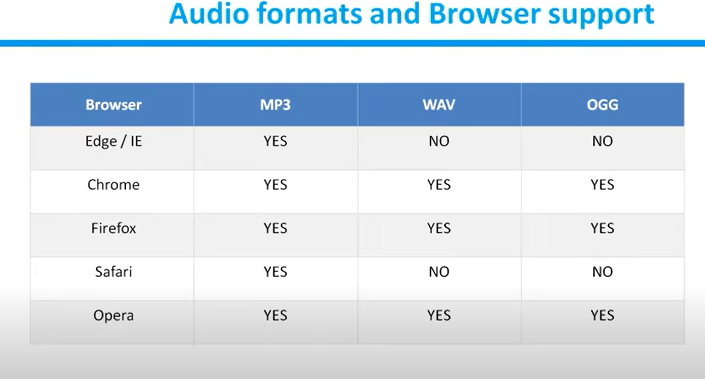 Audio formats and Browser support
Browser MP3 WAV OGG
Edge / IE YES NO NO
Chrome YES YES YES
Firefox YES YES YES
Safari YES NO NO
Opera YES YES YES